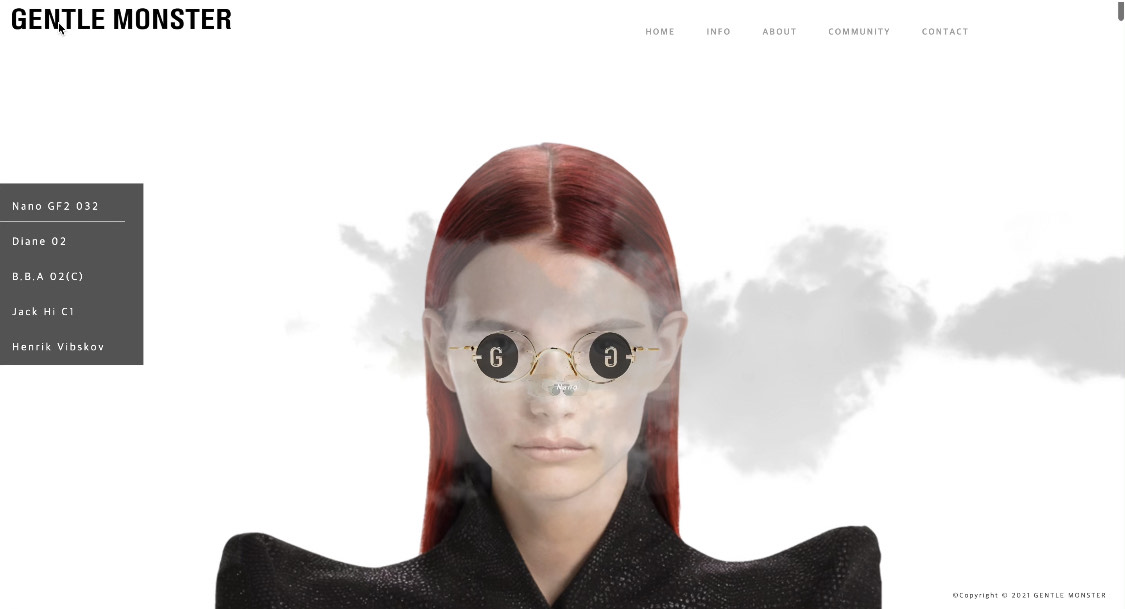 GENTLE MONSTER
HOME INFO ABOUT COMMUNITY CONTACT
Nano GF2 032
Diane 02
B.B.A 02(C)
Jack Hi C1
Henrik Vibskov
G G
Nano
©Copyright © 2021 GENTLE MONSTER